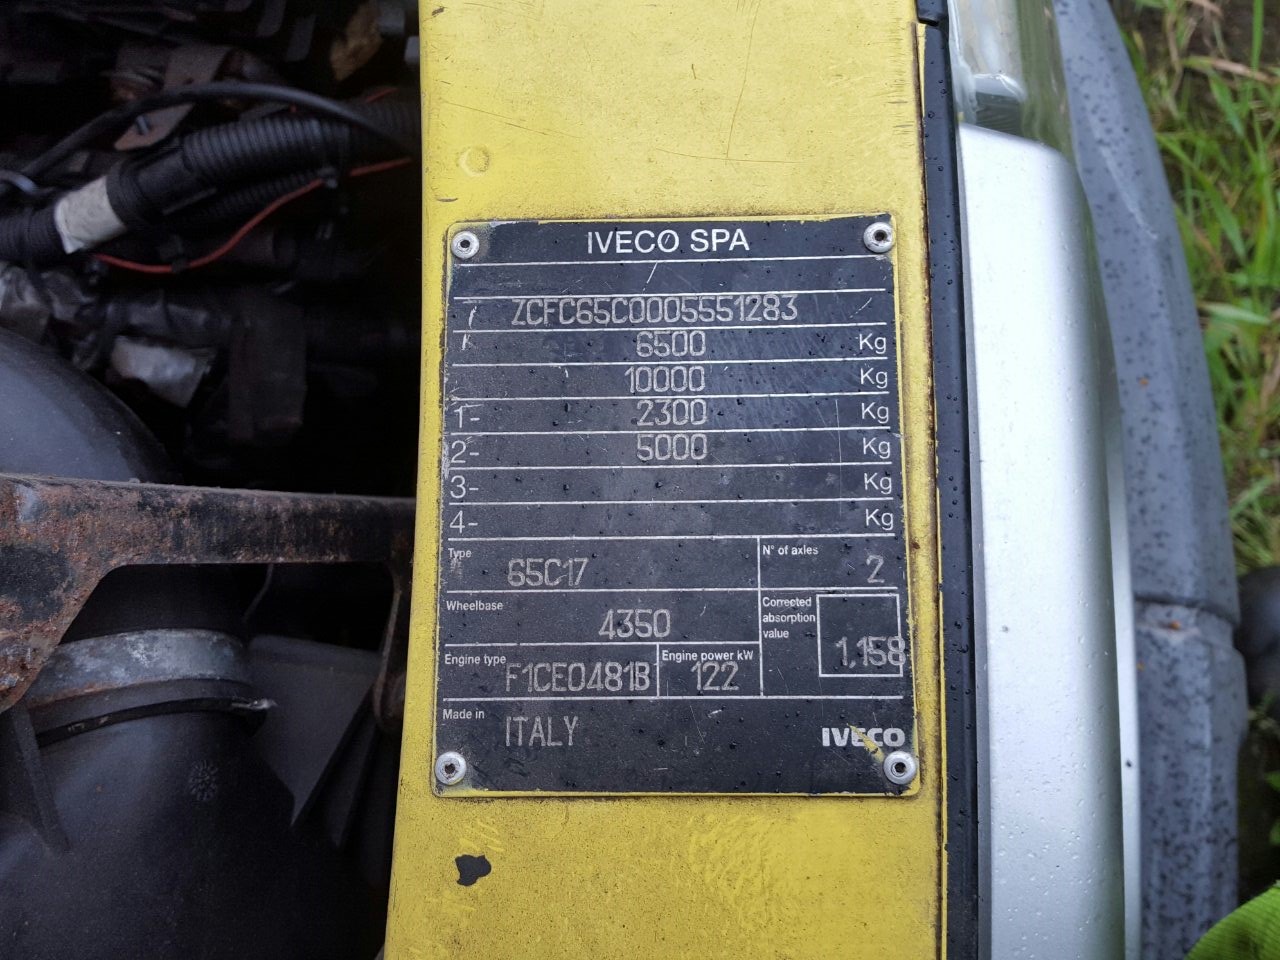 IVECO SPA
ZCFC65C0005551283
6500 Kg
10000 Kg
1- 2300 Kg
2- 5000 Kg
3- Kg
4- Kg
Type 65C17 N° of axles 2
Wheelbase 4350 Corrected absorption value 1,158
Engine type F1CE0481B Engine power kW 122
Made in ITALY IVECO